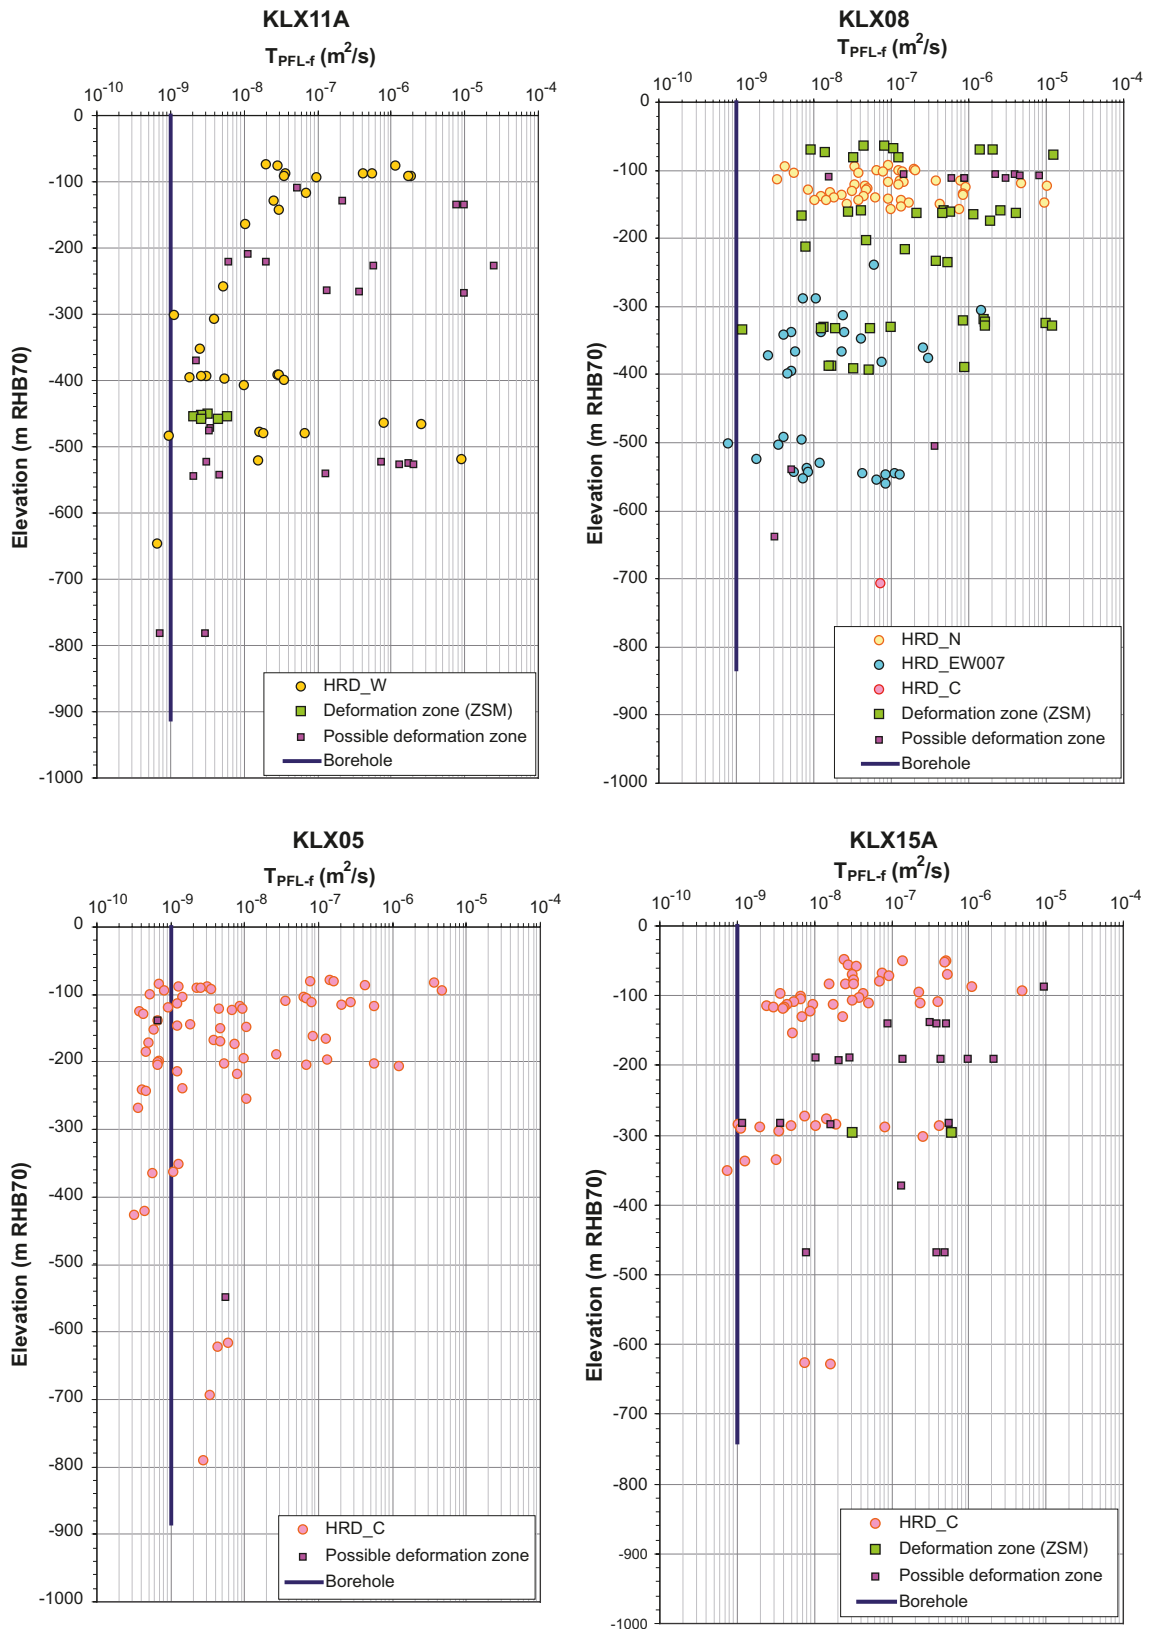 KLX11A
T_PFL-f (m²/s)
10⁻¹⁰ 10⁻⁹ 10⁻⁸ 10⁻⁷ 10⁻⁶ 10⁻⁵ 10⁻⁴
0
-100
-200
-300
-400
-500
-600
-700
-800
-900
-1000
Elevation (m RHB70)
HRD_W
Deformation zone (ZSM)
Possible deformation zone
Borehole
KLX08
T_PFL-f (m²/s)
10⁻¹⁰ 10⁻⁹ 10⁻⁸ 10⁻⁷ 10⁻⁶ 10⁻⁵ 10⁻⁴
0
-100
-200
-300
-400
-500
-600
-700
-800
-900
-1000
Elevation (m RHB70)
HRD_N
HRD_EW007
HRD_C
Deformation zone (ZSM)
Possible deformation zone
Borehole
KLX05
T_PFL-f (m²/s)
10⁻¹⁰ 10⁻⁹ 10⁻⁸ 10⁻⁷ 10⁻⁶ 10⁻⁵ 10⁻⁴
0
-100
-200
-300
-400
-500
-600
-700
-800
-900
-1000
Elevation (m RHB70)
HRD_C
Possible deformation zone
Borehole
KLX15A
T_PFL-f (m²/s)
10⁻¹⁰ 10⁻⁹ 10⁻⁸ 10⁻⁷ 10⁻⁶ 10⁻⁵ 10⁻⁴
0
-100
-200
-300
-400
-500
-600
-700
-800
-900
-1000
Elevation (m RHB70)
HRD_C
Deformation zone (ZSM)
Possible deformation zone
Borehole